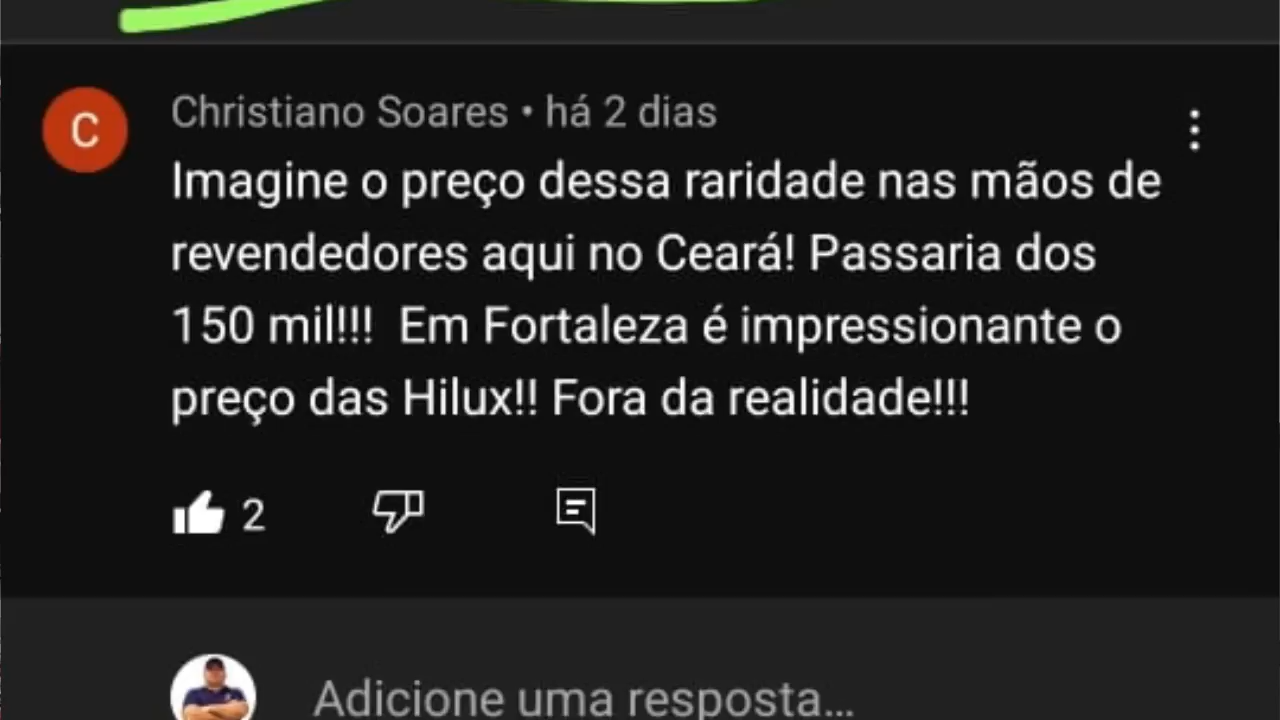 C
Christiano Soares • há 2 dias
Imagine o preço dessa raridade nas mãos de
revendedores aqui no Ceará! Passaria dos
150 mil!!!  Em Fortaleza é impressionante o
preço das Hilux!! Fora da realidade!!!
2
Adicione uma resposta...